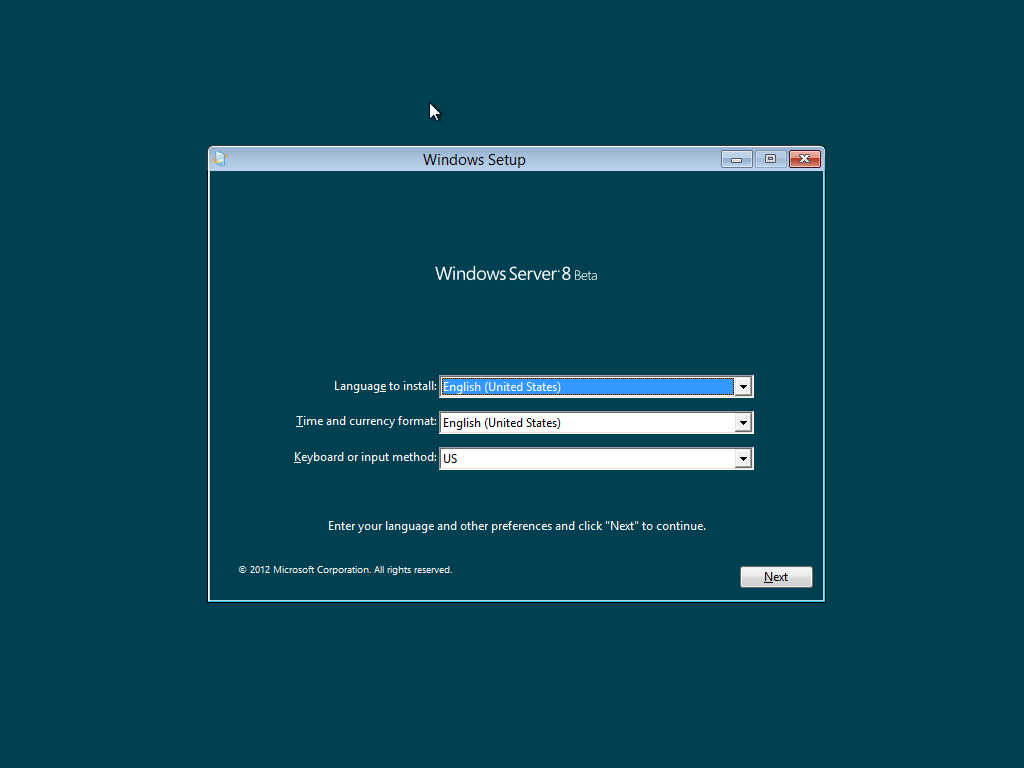 Windows Setup
Windows Server 8 Beta
Language to install: English (United States)
Time and currency format: English (United States)
Keyboard or input method: US
Enter your language and other preferences and click "Next" to continue.
© 2012 Microsoft Corporation. All rights reserved.
Next